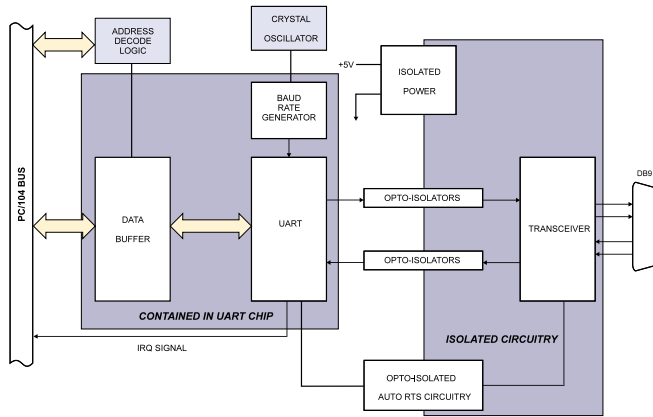 ADDRESS
DECODE
LOGIC
CRYSTAL
OSCILLATOR
+5V
ISOLATED
POWER
BAUD
RATE
GENERATOR
PC/104 BUS
DATA
BUFFER
UART
OPTO-ISOLATORS
OPTO-ISOLATORS
TRANSCEIVER
DB9
CONTAINED IN UART CHIP
ISOLATED CIRCUITRY
IRQ SIGNAL
OPTO-ISOLATED
AUTO RTS CIRCUITRY